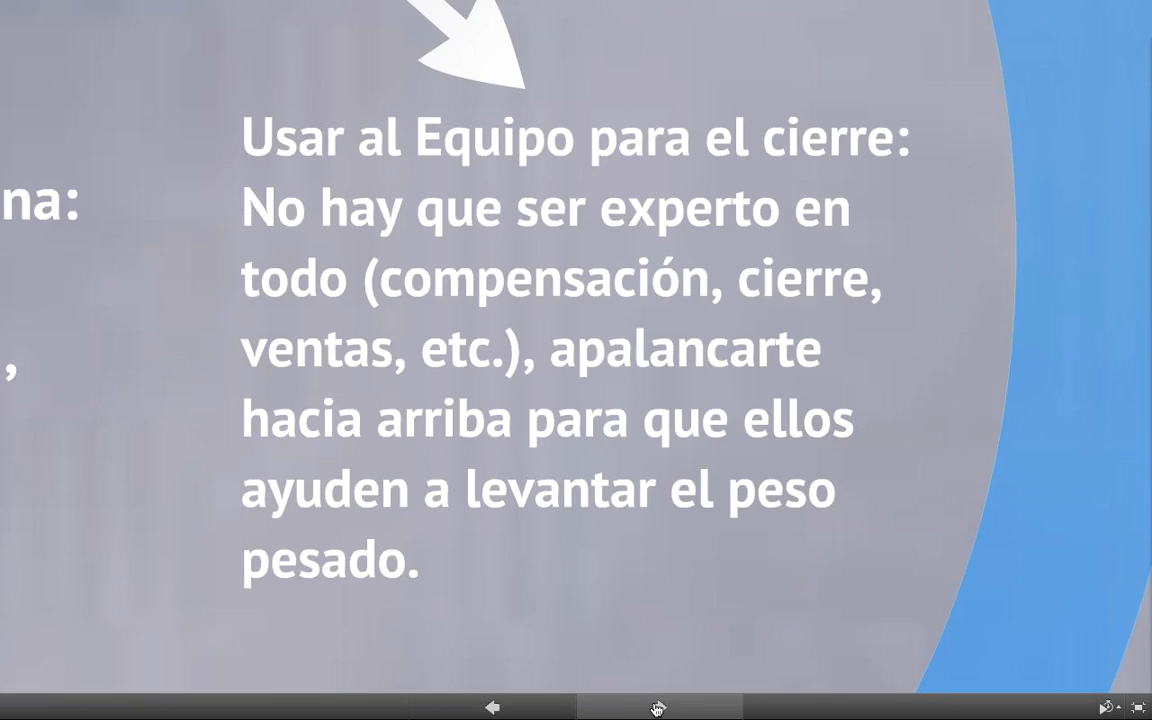 na:
,
Usar al Equipo para el cierre:
No hay que ser experto en
todo (compensación, cierre,
ventas, etc.), apalancarte
hacia arriba para que ellos
ayuden a levantar el peso
pesado.